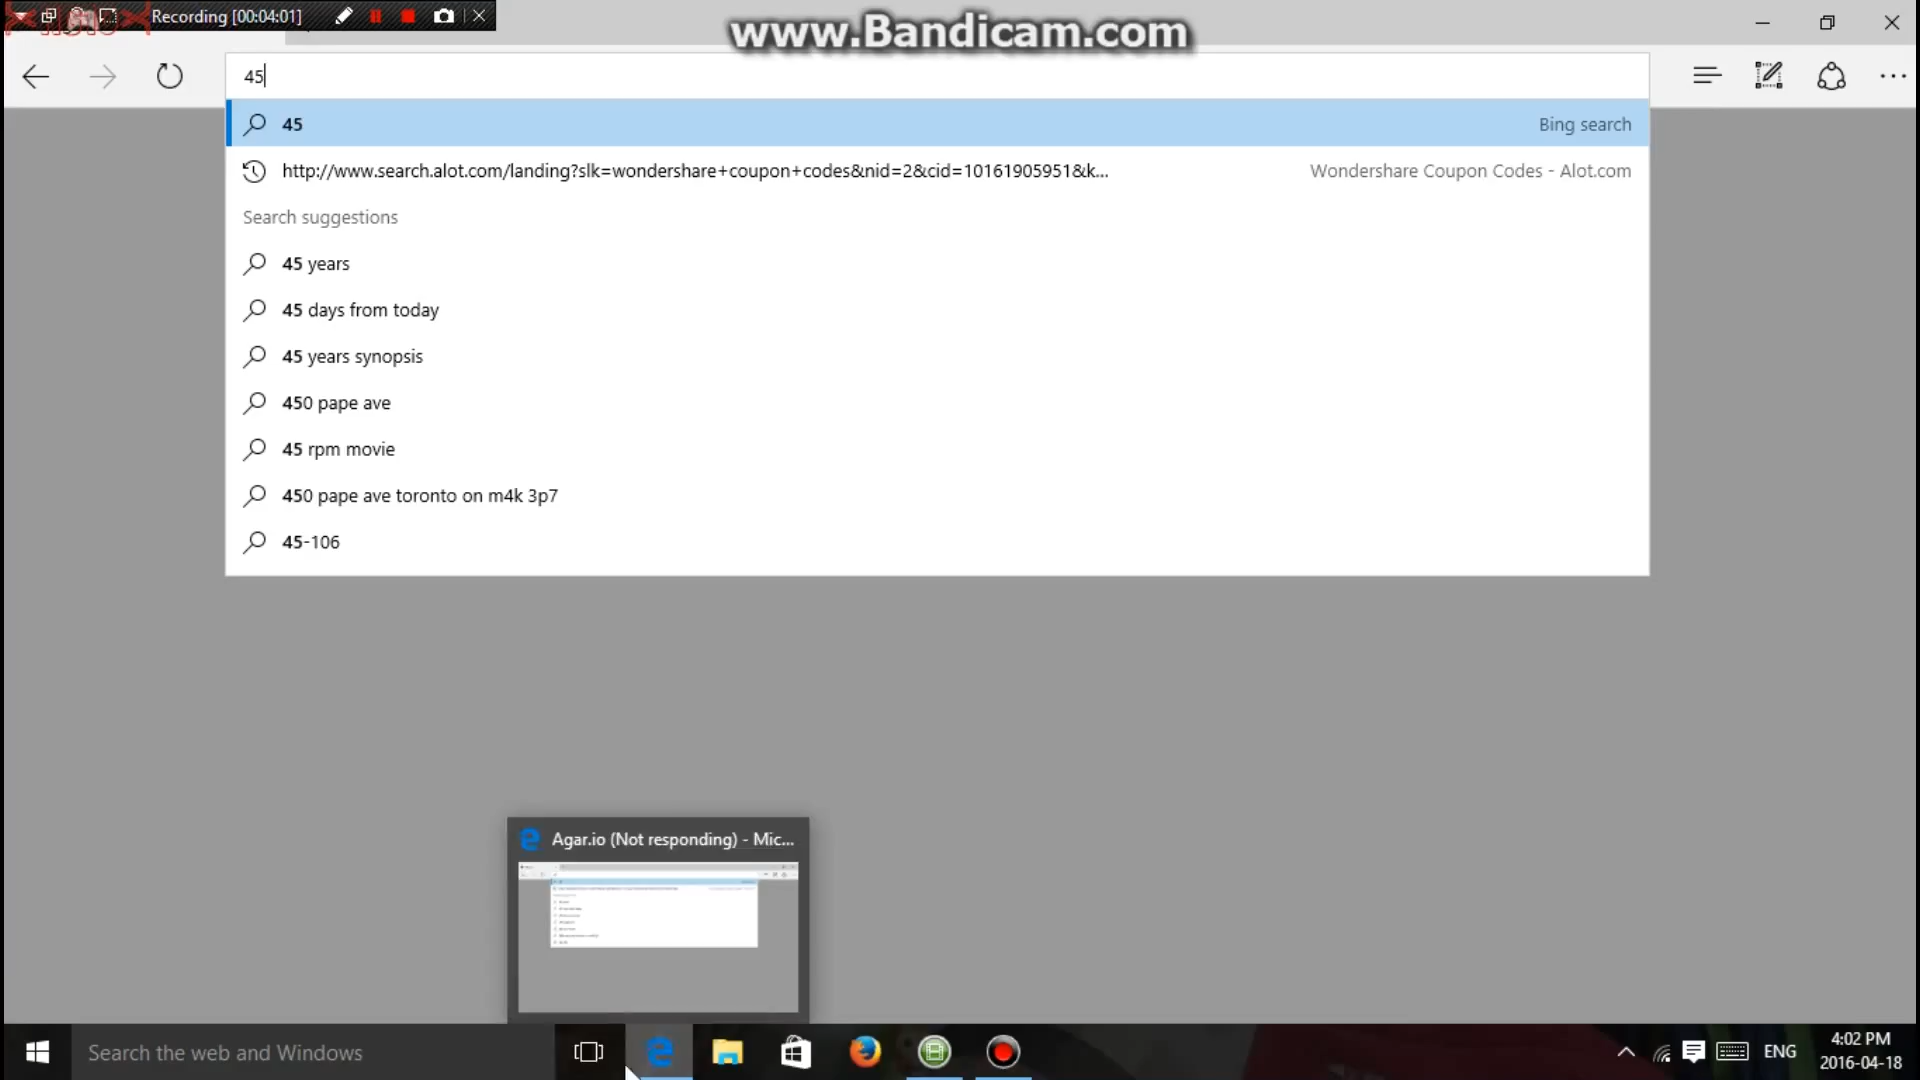 Recording [00:04:01]
www.Bandicam.com
45
45 Bing search
http://www.search.alot.com/landing?slk=wondershare+coupon+codes&nid=2&cid=10161905951&k... Wondershare Coupon Codes - Alot.com
Search suggestions
45 years
45 days from today
45 years synopsis
450 pape ave
45 rpm movie
450 pape ave toronto on m4k 3p7
45-106
Agar.io (Not responding) - Mic...
Search the web and Windows
ENG
4:02 PM
2016-04-18